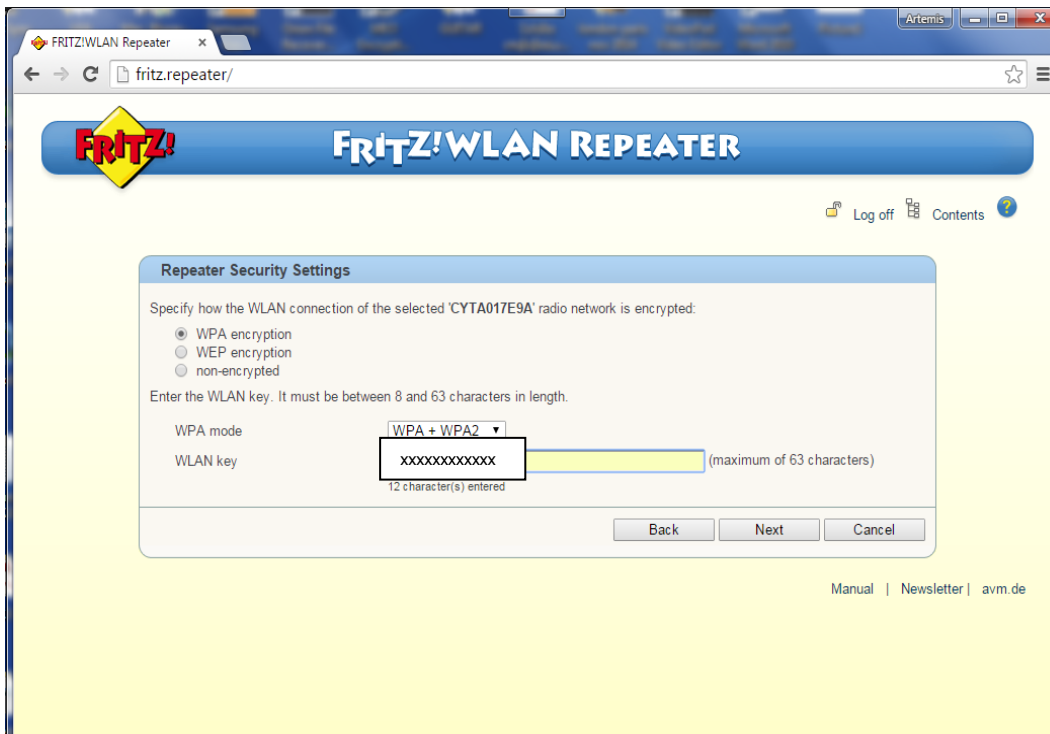 Artemis
FRITZ!WLAN Repeater
fritz.repeater/
FRITZ!
FRITZ!WLAN REPEATER
Log off Contents ?
Repeater Security Settings
Specify how the WLAN connection of the selected 'CYTA017E9A' radio network is encrypted:
WPA encryption
WEP encryption
non-encrypted
Enter the WLAN key. It must be between 8 and 63 characters in length.
WPA mode WPA + WPA2
WLAN key xxxxxxxxxxxx (maximum of 63 characters)
12 character(s) entered
Back Next Cancel
Manual | Newsletter | avm.de